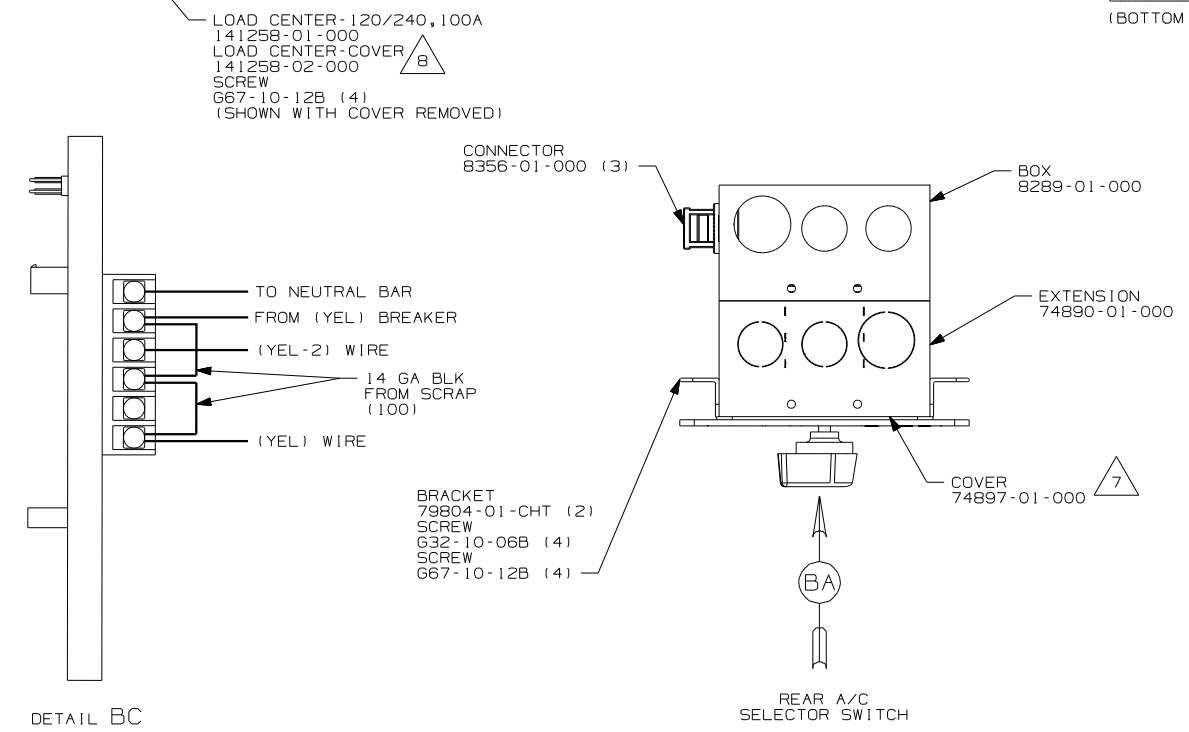 LOAD CENTER-120/240,100A
141258-01-000
LOAD CENTER-COVER
141258-02-000
8
SCREW
G67-10-12B (4)
(SHOWN WITH COVER REMOVED)
(BOTTOM
CONNECTOR
8356-01-000 (3)
BOX
8289-01-000
TO NEUTRAL BAR
FROM (YEL) BREAKER
(YEL-2) WIRE
14 GA BLK
FROM SCRAP
(100)
(YEL) WIRE
EXTENSION
74890-01-000
COVER
74897-01-000
7
BRACKET
79804-01-CHT (2)
SCREW
G32-10-06B (4)
SCREW
G67-10-12B (4)
BA
REAR A/C
SELECTOR SWITCH
DETAIL BC